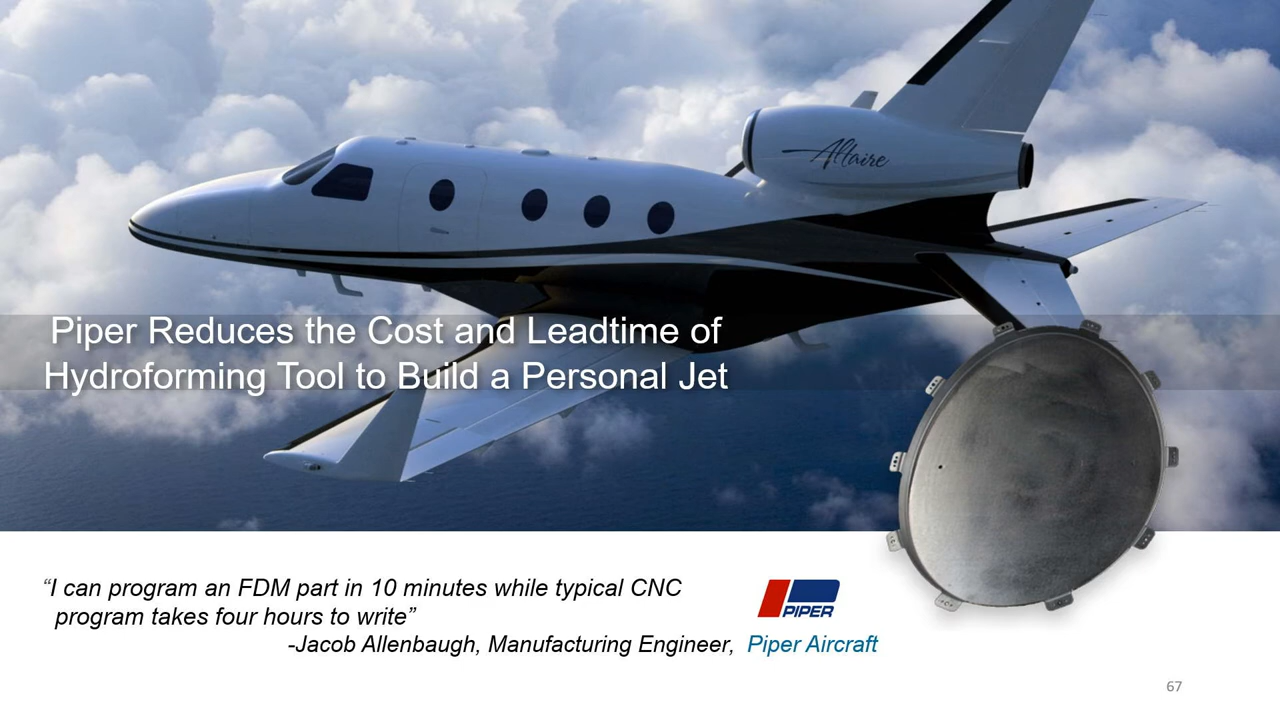 Altaire
Piper Reduces the Cost and Leadtime of
Hydroforming Tool to Build a Personal Jet
“I can program an FDM part in 10 minutes while typical CNC
program takes four hours to write”
-Jacob Allenbaugh, Manufacturing Engineer, Piper Aircraft
PIPER
67